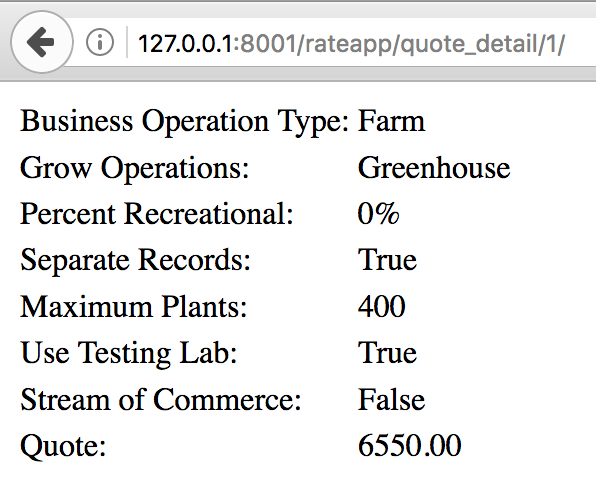 127.0.0.1:8001/rateapp/quote_detail/1/
Business Operation Type: Farm
Grow Operations: Greenhouse
Percent Recreational: 0%
Separate Records: True
Maximum Plants: 400
Use Testing Lab: True
Stream of Commerce: False
Quote: 6550.00